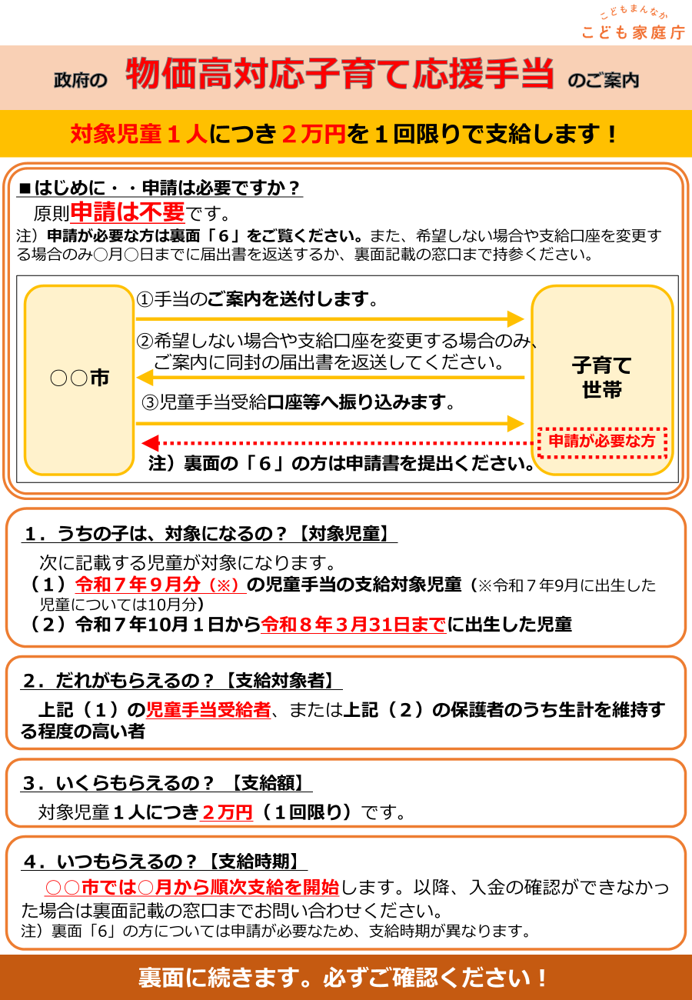 こどもまんなか
こども家庭庁
政府の 物価高対応子育て応援手当 のご案内
対象児童１人につき２万円を１回限りで支給します！
■はじめに・・申請は必要ですか？
原則申請は不要です。
注）申請が必要な方は裏面「６」をご覧ください。また、希望しない場合や支給口座を変更す
る場合のみ○月○日までに届出書を返送するか、裏面記載の窓口まで持参ください。
○○市
①手当のご案内を送付します。
②希望しない場合や支給口座を変更する場合のみ、
ご案内に同封の届出書を返送してください。
③児童手当受給口座等へ振り込みます。
注）裏面の「６」の方は申請書を提出ください。
子育て
世帯
申請が必要な方
１．うちの子は、対象になるの？【対象児童】
次に記載する児童が対象になります。
（１）令和７年９月分（※）の児童手当の支給対象児童（※令和７年9月に出生した
児童については10月分）
（２）令和７年10月１日から令和８年３月31日までに出生した児童
２．だれがもらえるの？【支給対象者】
上記（１）の児童手当受給者、または上記（２）の保護者のうち生計を維持す
る程度の高い者
３．いくらもらえるの？ 【支給額】
対象児童１人につき２万円（１回限り）です。
４．いつもらえるの？【支給時期】
○○市では○月から順次支給を開始します。以降、入金の確認ができなかっ
た場合は裏面記載の窓口までお問い合わせください。
注）裏面「6」の方については申請が必要なため、支給時期が異なります。
裏面に続きます。必ずご確認ください！